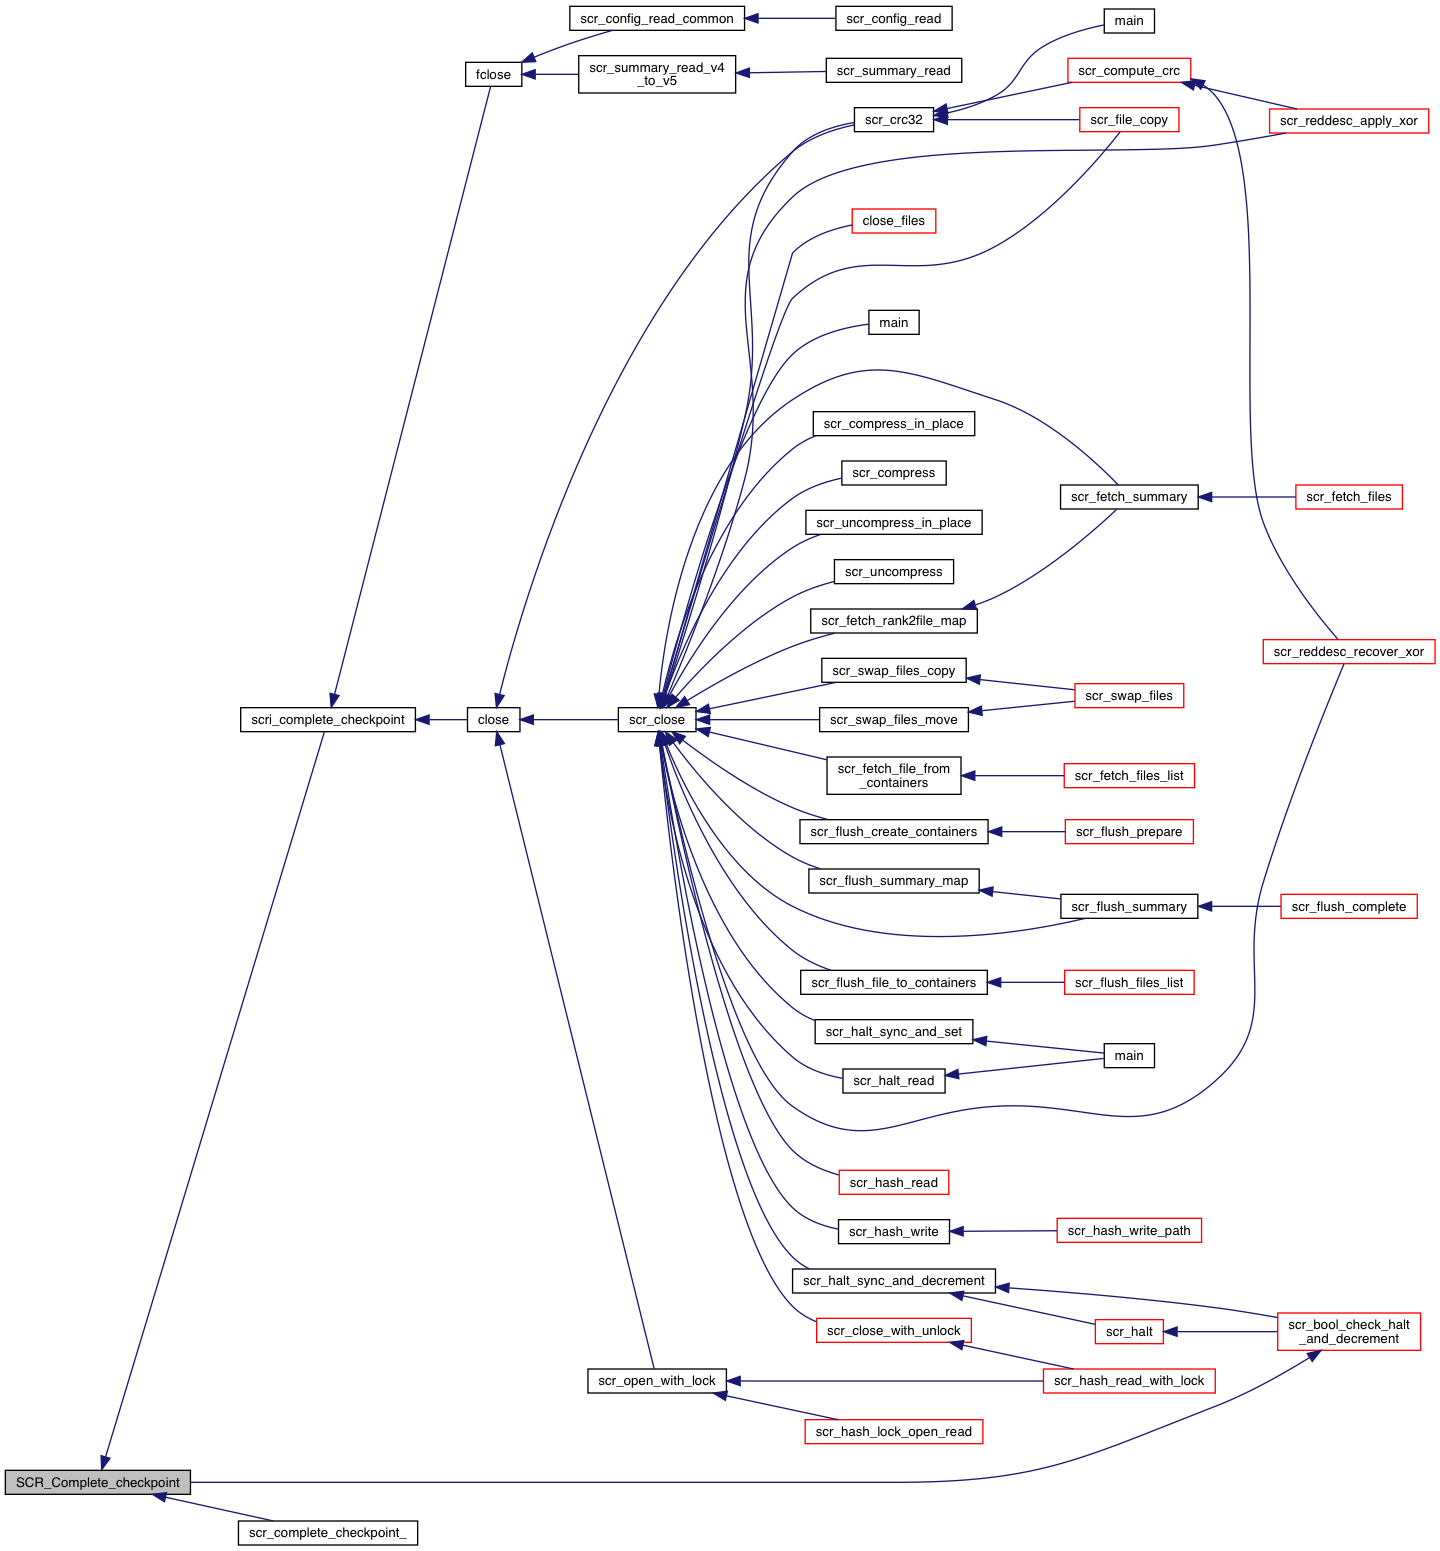 scr_config_read_common
scr_config_read
main
fclose
scr_summary_read_v4
_to_v5
scr_summary_read
scr_compute_crc
scr_crc32
scr_file_copy
scr_reddesc_apply_xor
close_files
main
scr_compress_in_place
scr_compress
scr_fetch_summary
scr_fetch_files
scr_uncompress_in_place
scr_uncompress
scr_fetch_rank2file_map
scr_reddesc_recover_xor
scr_swap_files_copy
scr_swap_files
scri_complete_checkpoint
close
scr_close
scr_swap_files_move
scr_fetch_file_from
_containers
scr_fetch_files_list
scr_flush_create_containers
scr_flush_prepare
scr_flush_summary_map
scr_flush_summary
scr_flush_complete
scr_flush_file_to_containers
scr_flush_files_list
scr_halt_sync_and_set
main
scr_halt_read
scr_hash_read
scr_hash_write
scr_hash_write_path
scr_halt_sync_and_decrement
scr_close_with_unlock
scr_halt
scr_bool_check_halt
_and_decrement
scr_open_with_lock
scr_hash_read_with_lock
scr_hash_lock_open_read
SCR_Complete_checkpoint
scr_complete_checkpoint_